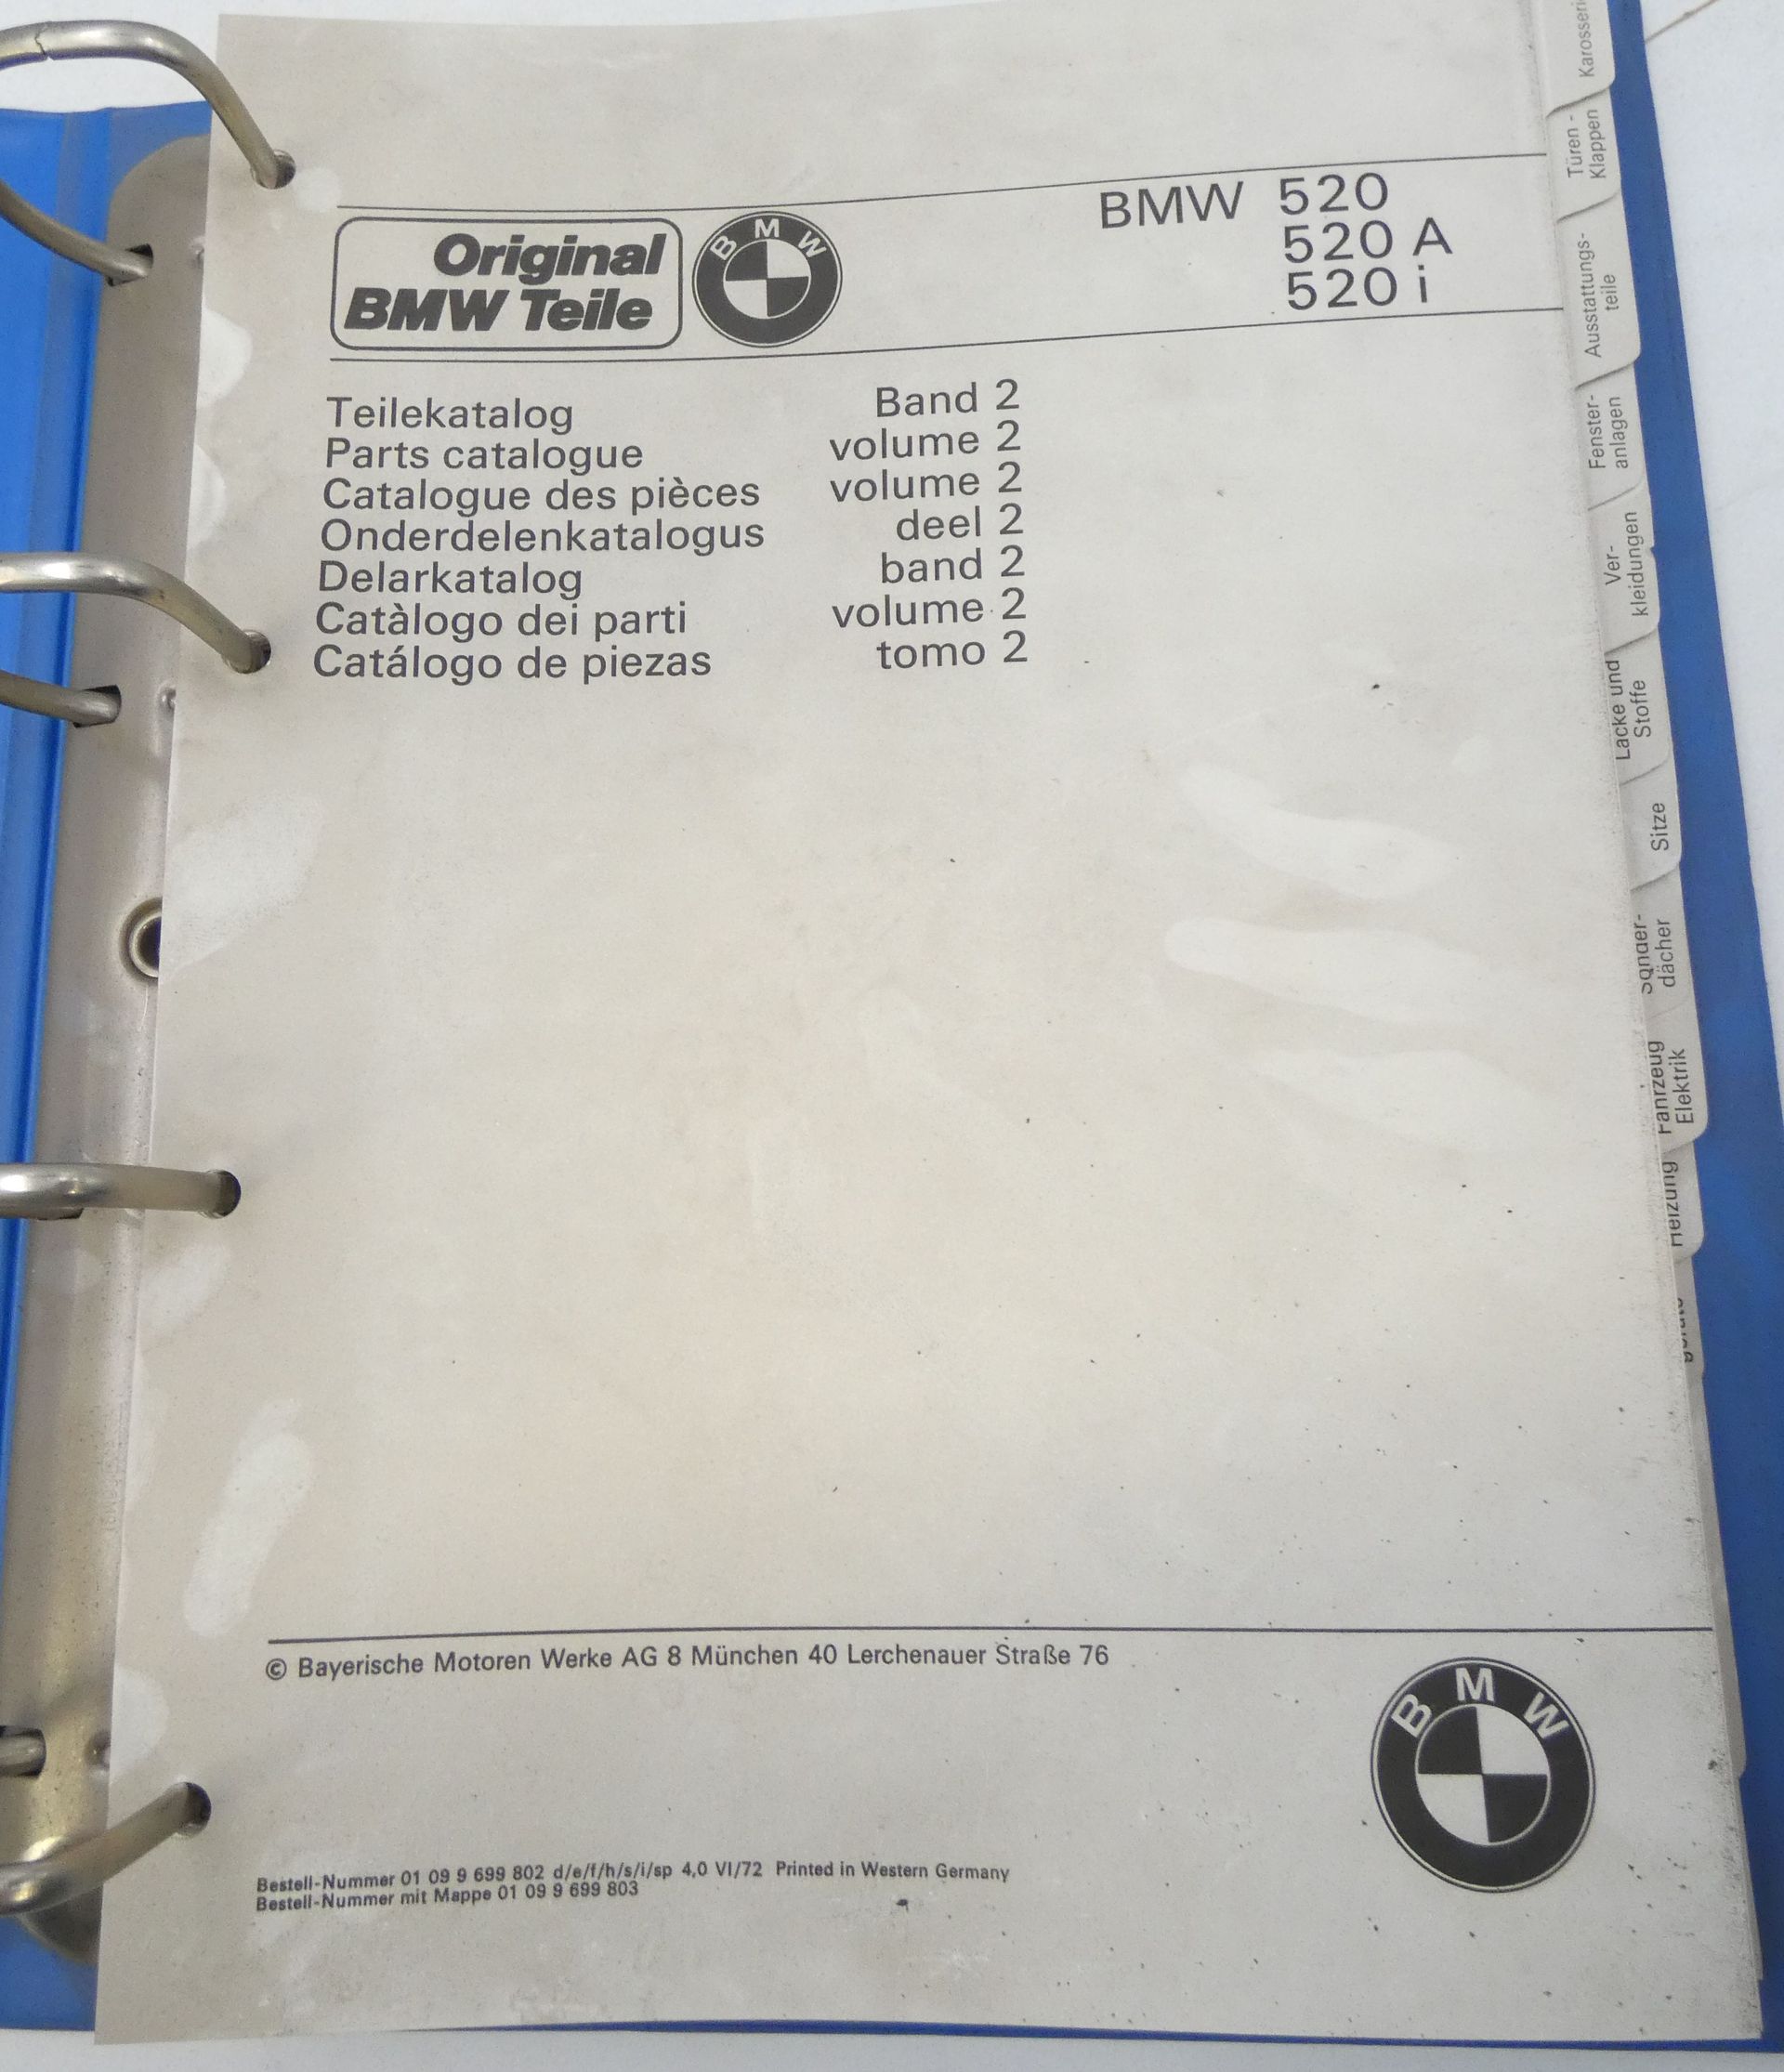 Original
BMW Teile
BMW
BMW 520
520 A
520 i
Teilekatalog Band 2
Parts catalogue volume 2
Catalogue des pièces volume 2
Onderdelenkatalogus deel 2
Delarkatalog band 2
Catàlogo dei parti volume 2
Catálogo de piezas tomo 2
© Bayerische Motoren Werke AG 8 München 40 Lerchenauer Straße 76
BMW
Bestell-Nummer 01 09 9 699 802 d/e/f/h/s/i/sp 4,0 VI/72 Printed in Western Germany
Bestell-Nummer mit Mappe 01 09 9 699 803
Türen -
Klappen
Ausstattungs-
teile
Fenster-
anlagen
Ver-
kleidungen
Lacke und
Stoffe
Sitze
Sonder-
dächer
Fahrzeug
Elektrik
Heizung